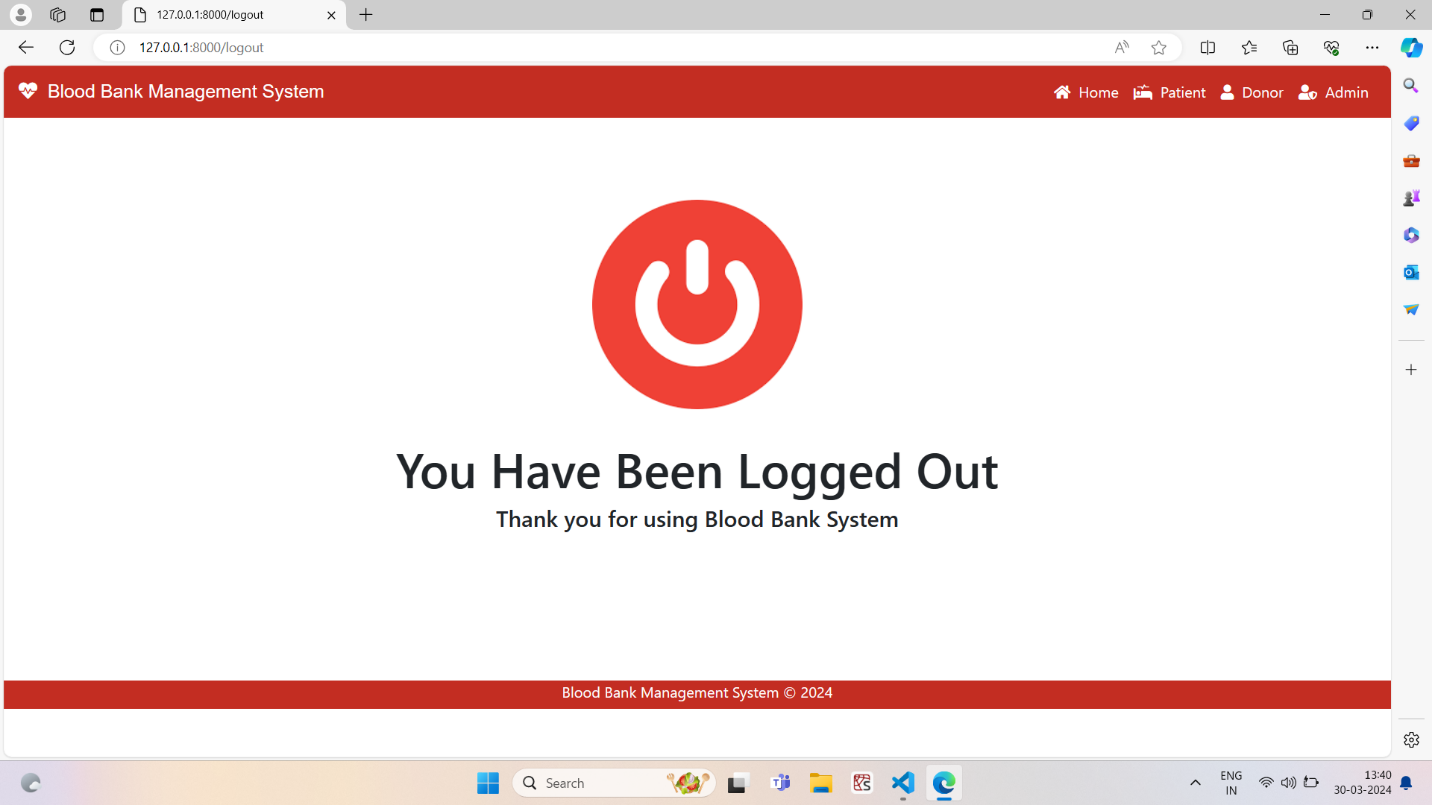 127.0.0.1:8000/logout
127.0.0.1:8000/logout
Blood Bank Management System
Home Patient Donor Admin
You Have Been Logged Out
Thank you for using Blood Bank System
Blood Bank Management System © 2024
Search
ENG
IN
13:40
30-03-2024